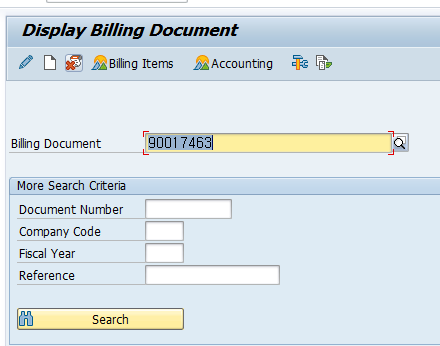 Display Billing Document
Billing Items Accounting
Billing Document 90017463
More Search Criteria
Document Number
Company Code
Fiscal Year
Reference
Search